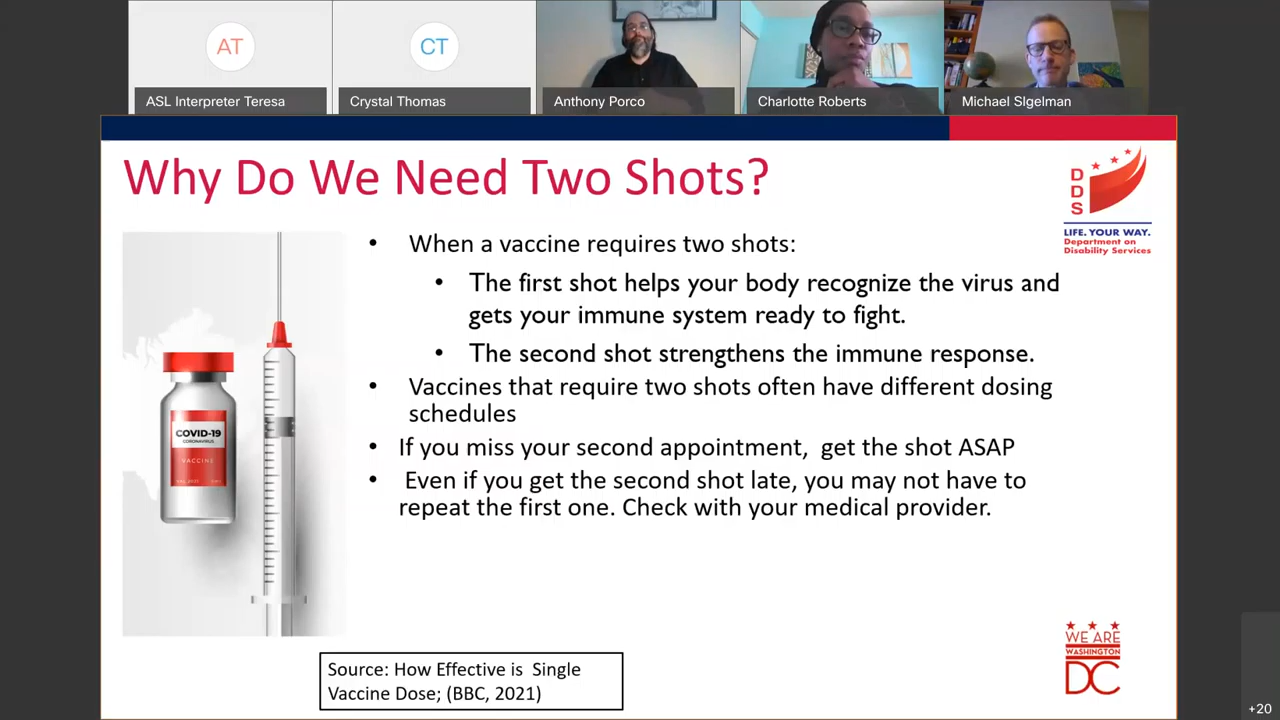 AT
CT
ASL Interpreter Teresa
Crystal Thomas
Anthony Porco
Charlotte Roberts
Michael SIgelman
Why Do We Need Two Shots?
D
D
S
LIFE. YOUR WAY.
Department on
Disability Services
• When a vaccine requires two shots:
• The first shot helps your body recognize the virus and
gets your immune system ready to fight.
• The second shot strengthens the immune response.
• Vaccines that require two shots often have different dosing
schedules
• If you miss your second appointment, get the shot ASAP
• Even if you get the second shot late, you may not have to
repeat the first one. Check with your medical provider.
COVID-19
CORONAVIRUS
VACCINE
Source: How Effective is Single
Vaccine Dose; (BBC, 2021)
WE ARE
WASHINGTON
DC
+20